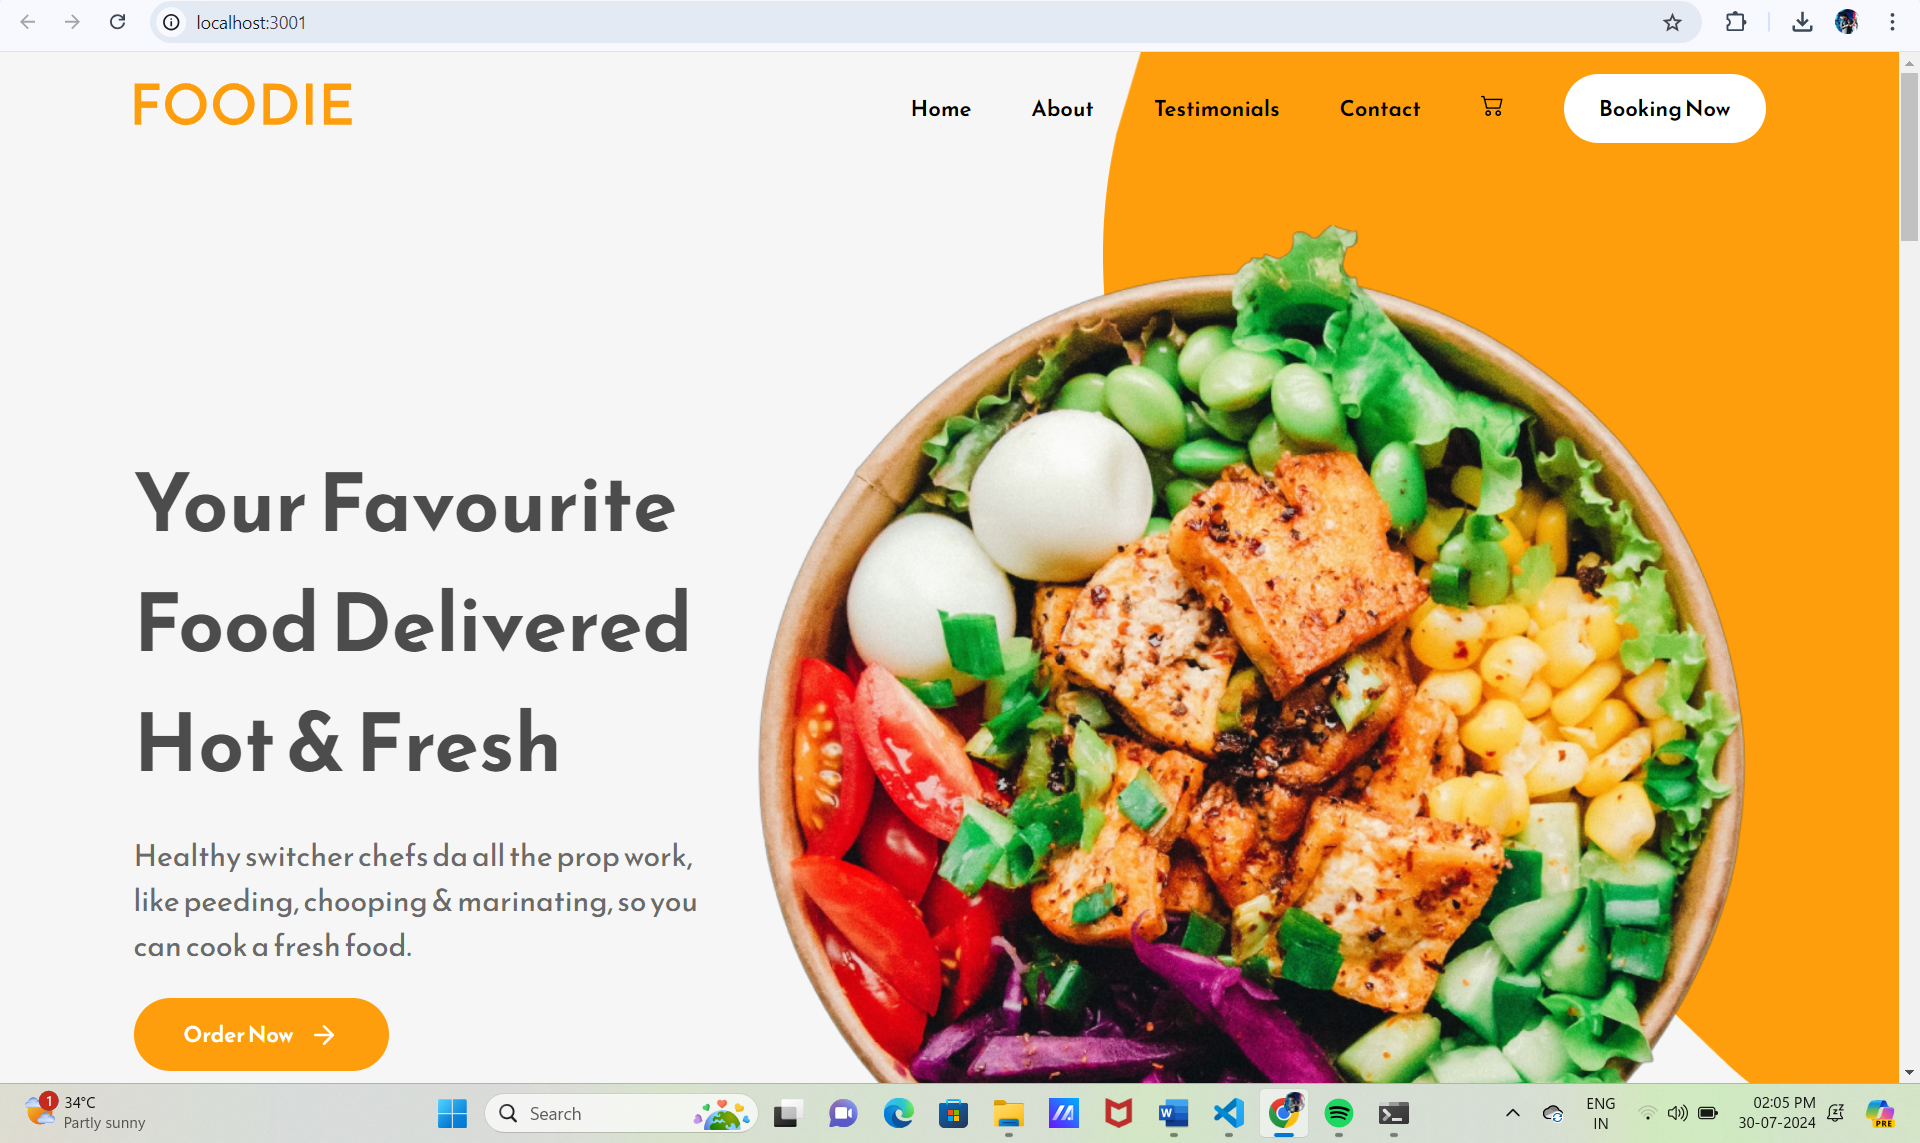 localhost:3001
FOODIE
Home About Testimonials Contact Booking Now
Your Favourite
Food Delivered
Hot & Fresh
Healthy switcher chefs da all the prop work,
like peeding, chooping & marinating, so you
can cook a fresh food.
Order Now
1
34°C
Partly sunny
Search
W
PRE
ENG
IN
02:05 PM
30-07-2024